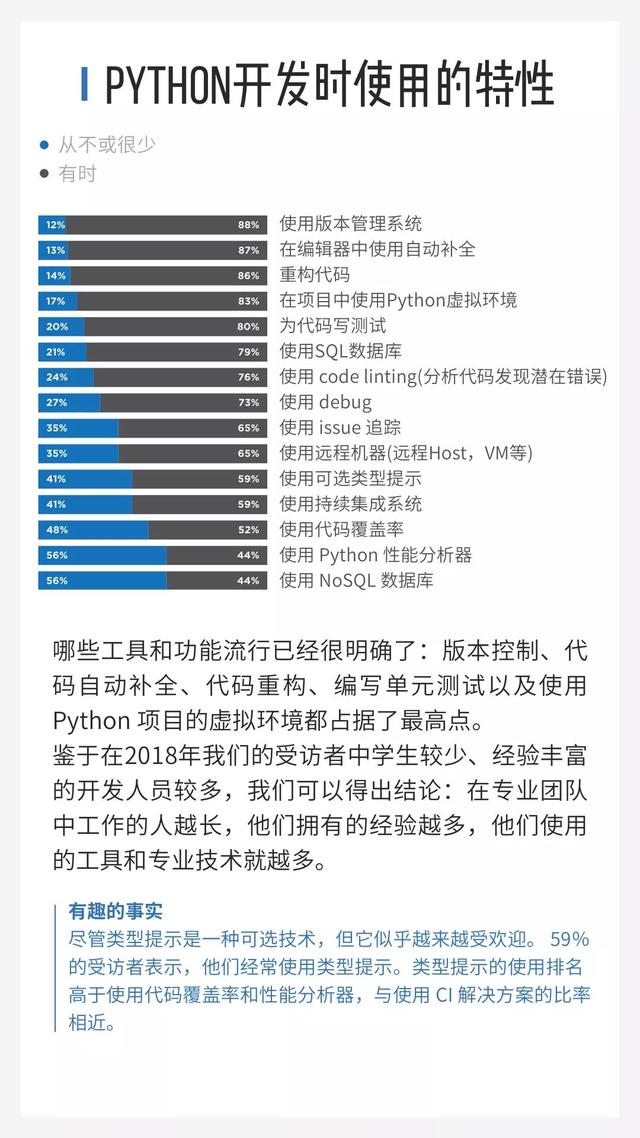 PYTHON开发时使用的特性
从不或很少
有时
12% 88% 使用版本管理系统
13% 87% 在编辑器中使用自动补全
14% 86% 重构代码
17% 83% 在项目中使用Python虚拟环境
20% 80% 为代码写测试
21% 79% 使用SQL数据库
24% 76% 使用 code linting(分析代码发现潜在错误)
27% 73% 使用 debug
35% 65% 使用 issue 追踪
35% 65% 使用远程机器(远程Host，VM等)
41% 59% 使用可选类型提示
41% 59% 使用持续集成系统
48% 52% 使用代码覆盖率
56% 44% 使用 Python 性能分析器
56% 44% 使用 NoSQL 数据库
哪些工具和功能流行已经很明确了：版本控制、代
码自动补全、代码重构、编写单元测试以及使用
Python 项目的虚拟环境都占据了最高点。
鉴于在2018年我们的受访者中学生较少、经验丰富
的开发人员较多，我们可以得出结论：在专业团队
中工作的人越长，他们拥有的经验越多，他们使用
的工具和专业技术就越多。
有趣的事实
尽管类型提示是一种可选技术，但它似乎越来越受欢迎。 59%
的受访者表示，他们经常使用类型提示。类型提示的使用排名
高于使用代码覆盖率和性能分析器，与使用 CI 解决方案的比率
相近。